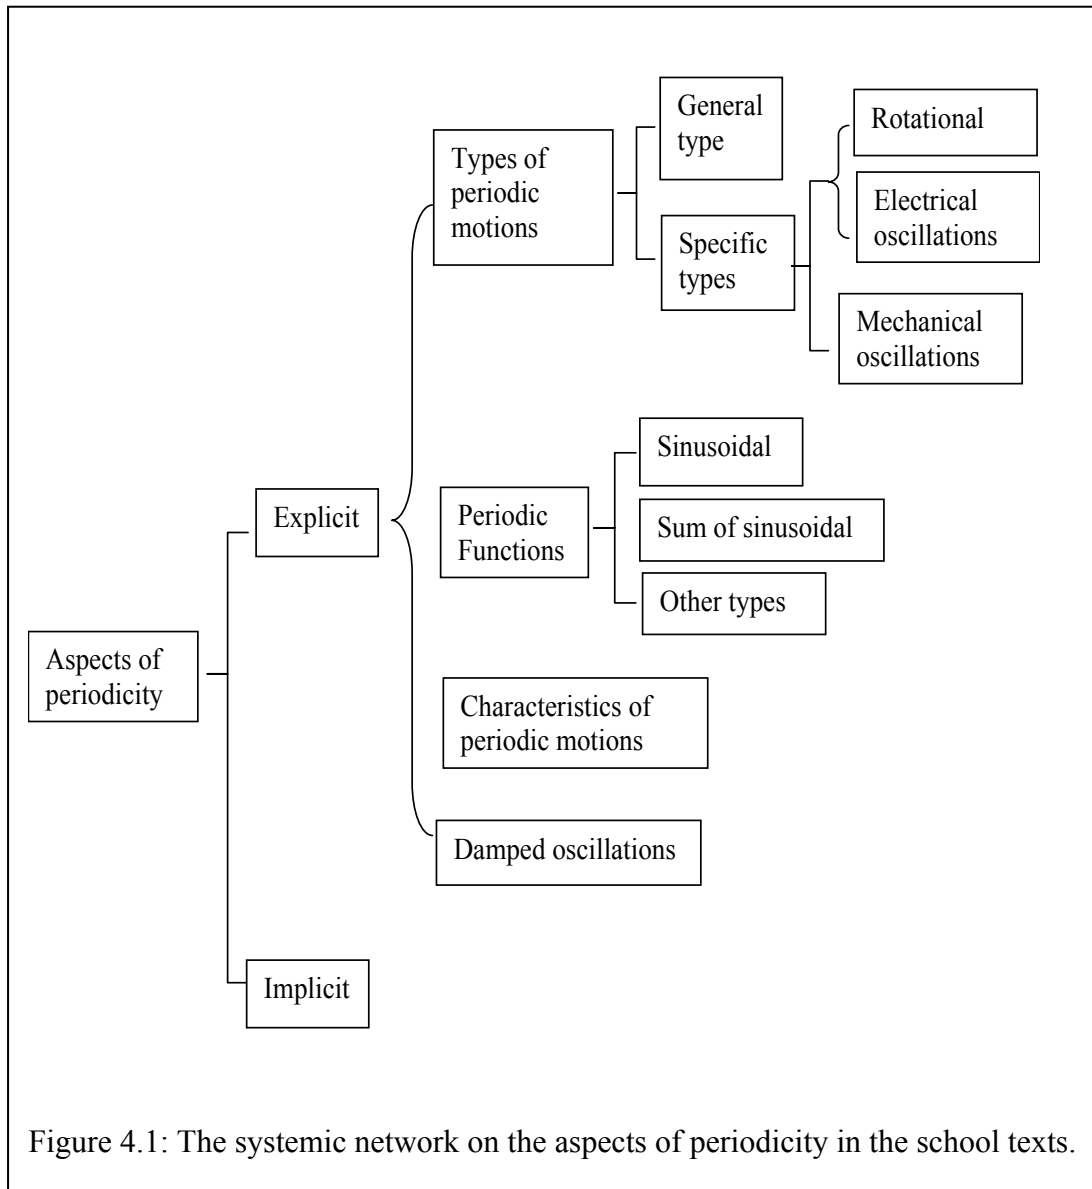 General
type
Rotational
Types of
periodic
motions
Electrical
oscillations
Specific
types
Mechanical
oscillations
Sinusoidal
Explicit
Periodic
Functions
Sum of sinusoidal
Other types
Aspects of
periodicity
Characteristics of
periodic motions
Damped oscillations
Implicit
Figure 4.1: The systemic network on the aspects of periodicity in the school texts.